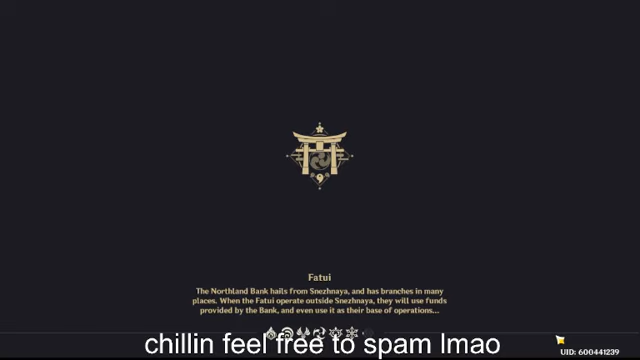 Fatui
The Northland Bank hails from Snezhnaya, and has branches in many
places. When the Fatui operate outside Snezhnaya, they will use funds
provided by the Bank, and even use it as their base of operations...
chillin feel free to spam lmao
UID: 600441239